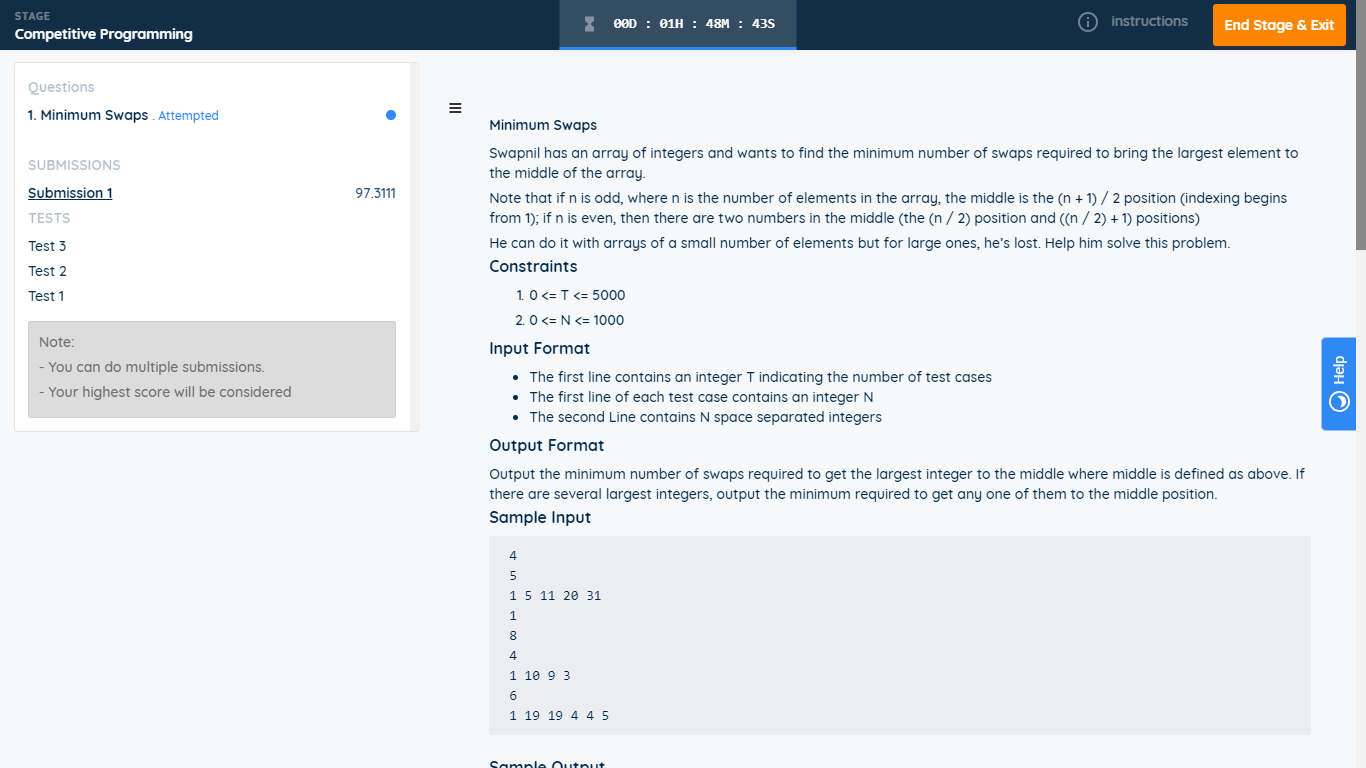 STAGE
Competitive Programming
00D : 01H : 48M : 43S
instructions
End Stage & Exit
Questions
1. Minimum Swaps . Attempted
SUBMISSIONS
Submission 1 97.3111
TESTS
Test 3
Test 2
Test 1
Note:
- You can do multiple submissions.
- Your highest score will be considered
Minimum Swaps
Swapnil has an array of integers and wants to find the minimum number of swaps required to bring the largest element to
the middle of the array.
Note that if n is odd, where n is the number of elements in the array, the middle is the (n + 1) / 2 position (indexing begins
from 1); if n is even, then there are two numbers in the middle (the (n / 2) position and ((n / 2) + 1) positions)
He can do it with arrays of a small number of elements but for large ones, he's lost. Help him solve this problem.
Constraints
1. 0 <= T <= 5000
2. 0 <= N <= 1000
Input Format
• The first line contains an integer T indicating the number of test cases
• The first line of each test case contains an integer N
• The second Line contains N space separated integers
Output Format
Output the minimum number of swaps required to get the largest integer to the middle where middle is defined as above. If
there are several largest integers, output the minimum required to get any one of them to the middle position.
Sample Input
4
5
1 5 11 20 31
1
8
4
1 10 9 3
6
1 19 19 4 4 5
Sample Output
Help